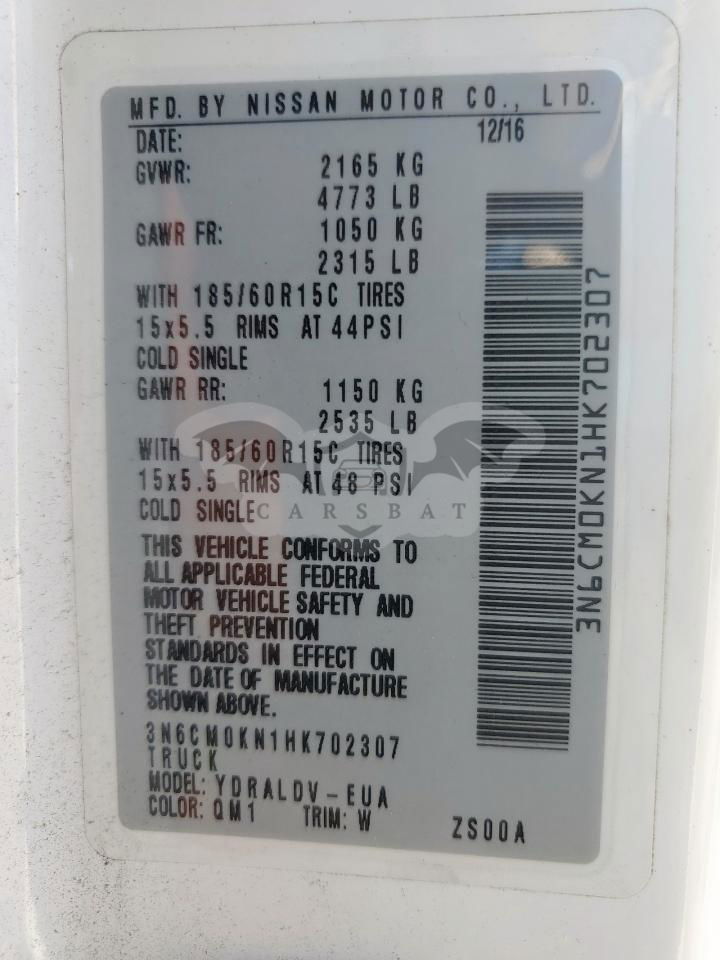 MFD. BY NISSAN MOTOR CO., LTD.
DATE: 12/16
GVWR: 2165 KG
4773 LB
GAWR FR: 1050 KG
2315 LB
WITH 185/60R15C TIRES
15x5.5 RIMS AT 44PSI
COLD SINGLE
GAWR RR: 1150 KG
2535 LB
WITH 185/60R15C TIRES
15x5.5 RIMS AT 48 PSI
COLD SINGLE
CARSBAT
THIS VEHICLE CONFORMS TO
ALL APPLICABLE FEDERAL
MOTOR VEHICLE SAFETY AND
THEFT PREVENTION
STANDARDS IN EFFECT ON
THE DATE OF MANUFACTURE
SHOWN ABOVE.
3N6CM0KN1HK702307
TRUCK
MODEL: YDRALDV-EUA
COLOR: QM1 TRIM: W ZS00A
3N6CM0KN1HK702307